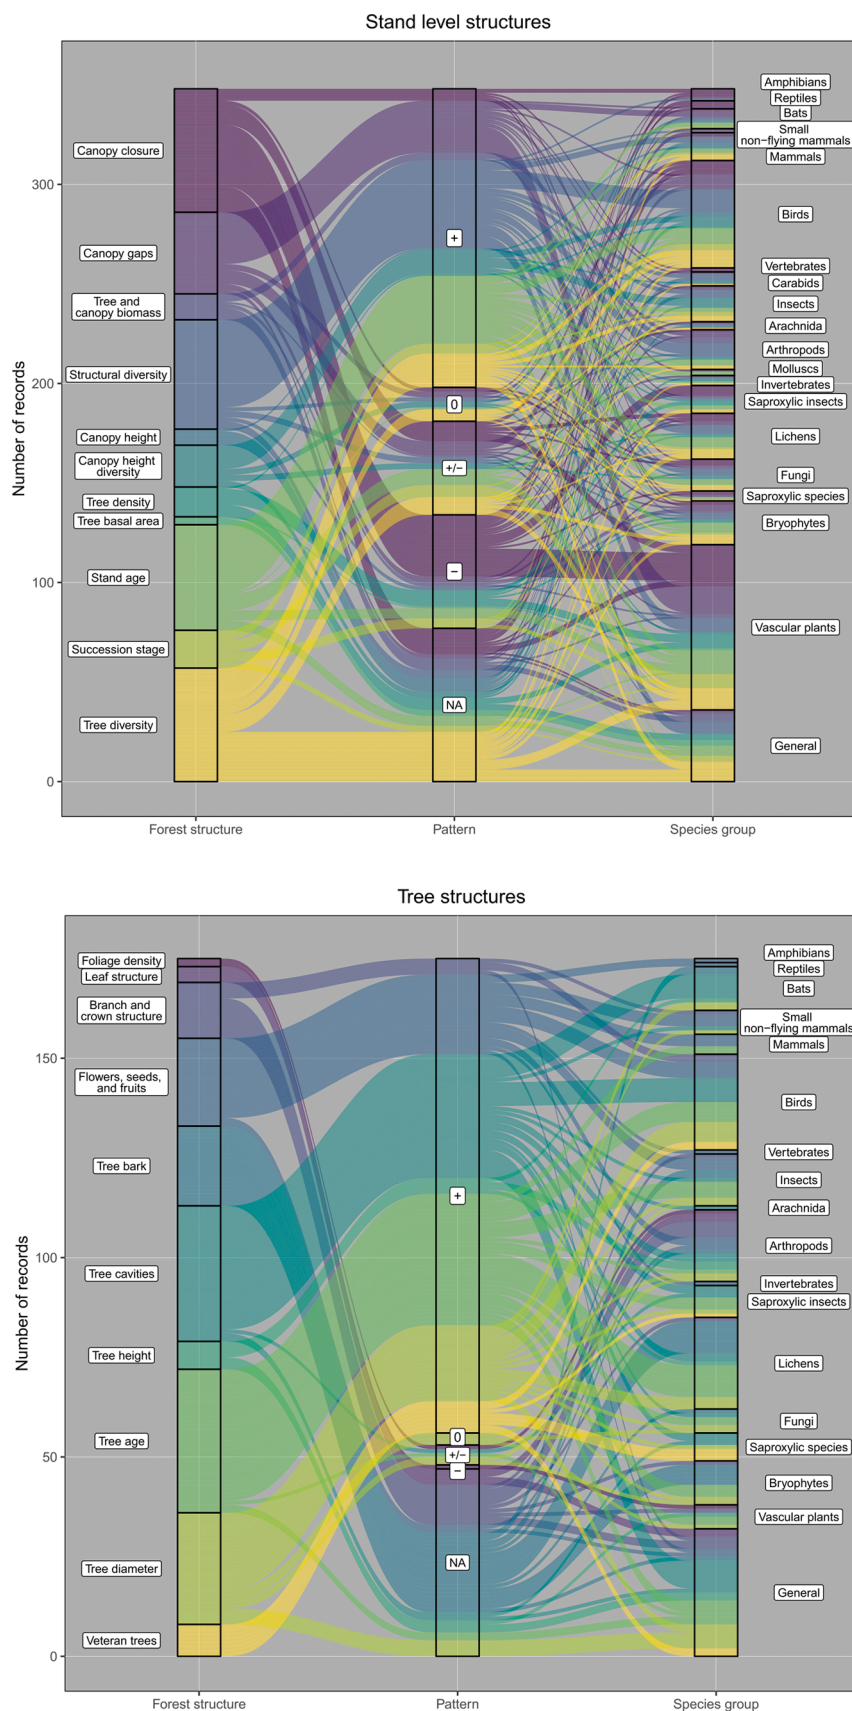 Stand level structures
Number of records
300
200
100
0
Canopy closure
Canopy gaps
Tree and
canopy biomass
Structural diversity
Canopy height
Canopy height
diversity
Tree density
Tree basal area
Stand age
Succession stage
Tree diversity
+
0
+/−
−
NA
Amphibians
Reptiles
Bats
Small
non−flying mammals
Mammals
Birds
Vertebrates
Carabids
Insects
Arachnida
Arthropods
Molluscs
Invertebrates
Saproxylic insects
Lichens
Fungi
Saproxylic species
Bryophytes
Vascular plants
General
Forest structure
Pattern
Species group
Tree structures
Number of records
150
100
50
0
Foliage density
Leaf structure
Branch and
crown structure
Flowers, seeds,
and fruits
Tree bark
Tree cavities
Tree height
Tree age
Tree diameter
Veteran trees
+
0
+/−
−
NA
Amphibians
Reptiles
Bats
Small
non−flying mammals
Mammals
Birds
Vertebrates
Insects
Arachnida
Arthropods
Invertebrates
Saproxylic insects
Lichens
Fungi
Saproxylic species
Bryophytes
Vascular plants
General
Forest structure
Pattern
Species group